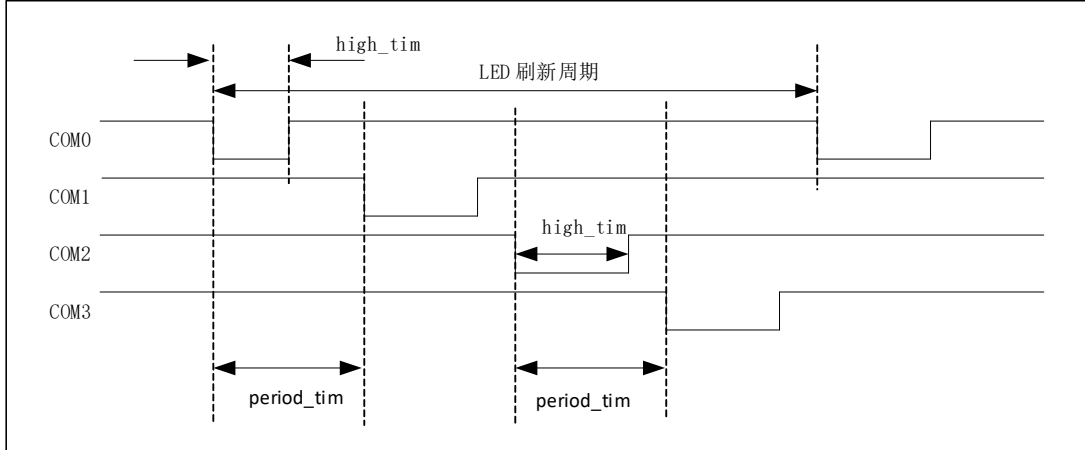 high_tim
LED 刷新周期
COM0
COM1
high_tim
COM2
COM3
period_tim
period_tim